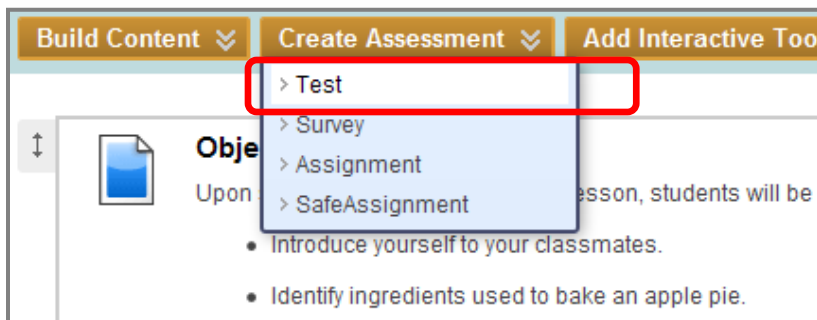 Build Content Create Assessment Add Interactive Too
> Test
> Survey
Obje
> Assignment
Upon esson, students will be
> SafeAssignment
• Introduce yourself to your classmates.
• Identify ingredients used to bake an apple pie.